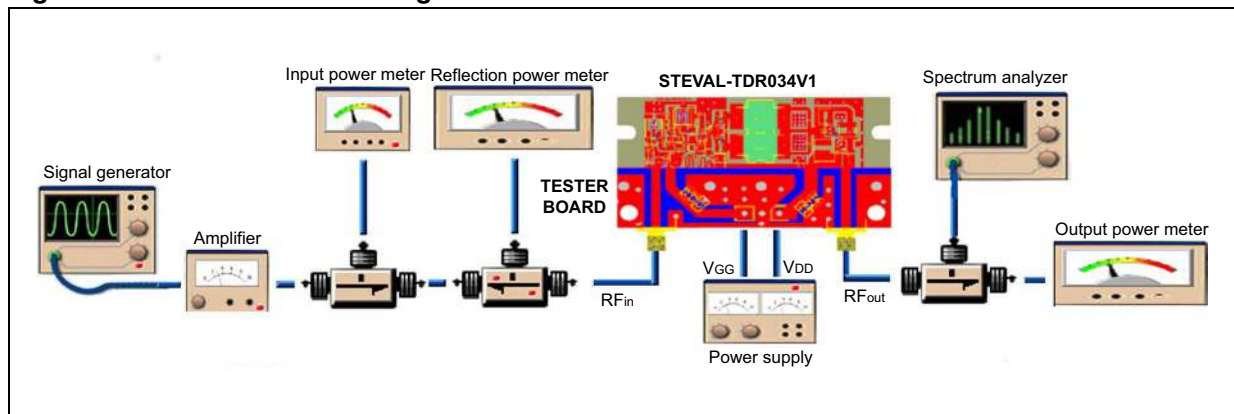 Input power meter
Reflection power meter
STEVAL-TDR034V1
Spectrum analyzer
Signal generator
TESTER
BOARD
Amplifier
Output power meter
VGG
VDD
RFin
RFout
Power supply